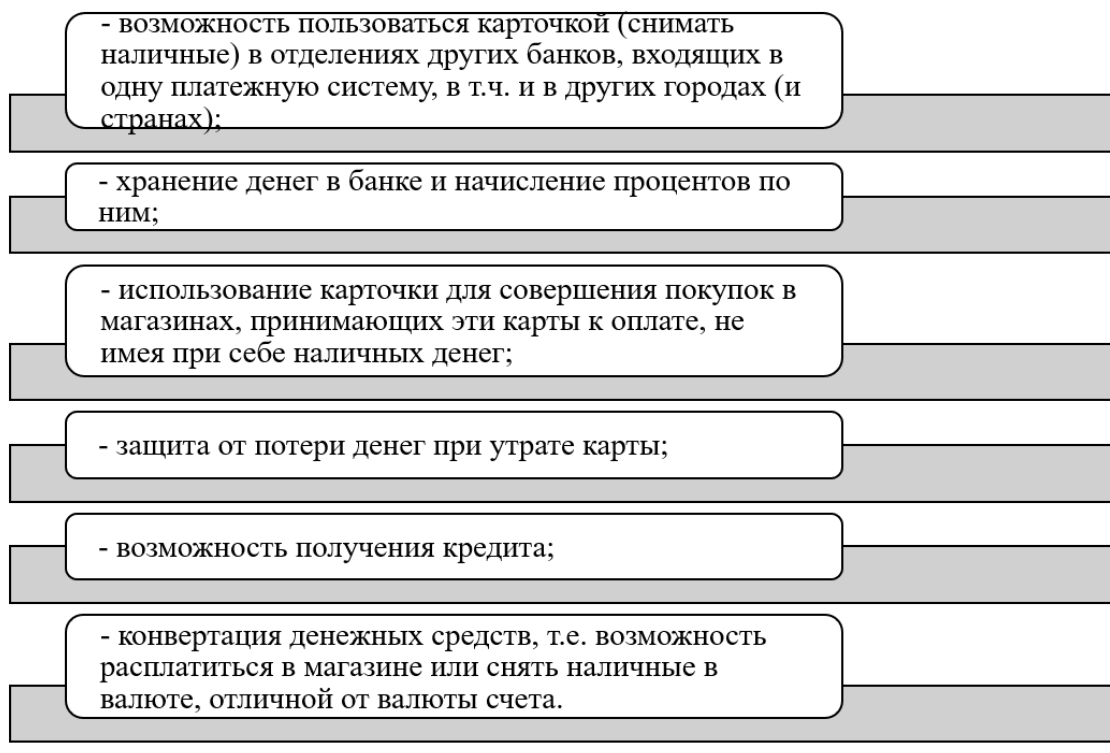 - возможность пользоваться карточкой (снимать
наличные) в отделениях других банков, входящих в
одну платежную систему, в т.ч. и в других городах (и
странах);
- хранение денег в банке и начисление процентов по
ним;
- использование карточки для совершения покупок в
магазинах, принимающих эти карты к оплате, не
имея при себе наличных денег;
- защита от потери денег при утрате карты;
- возможность получения кредита;
- конвертация денежных средств, т.е. возможность
расплатиться в магазине или снять наличные в
валюте, отличной от валюты счета.